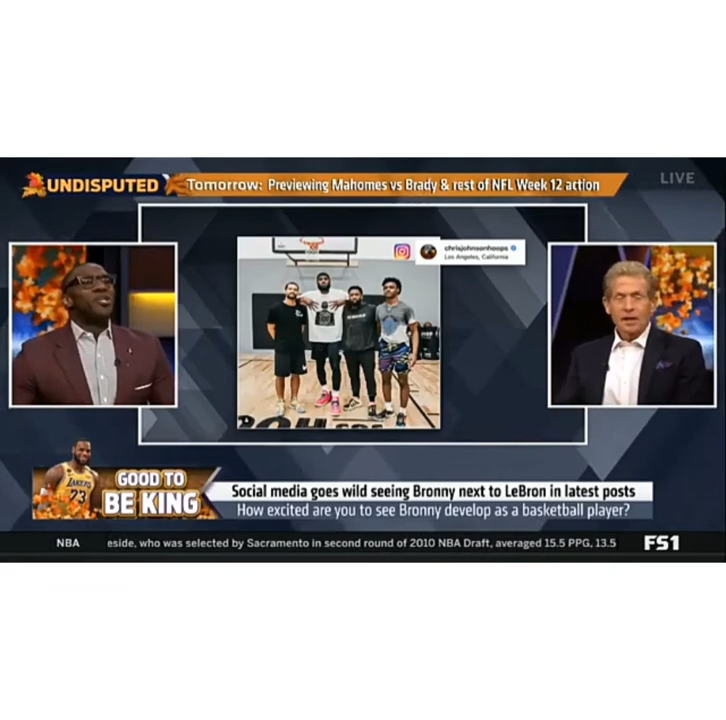 UNDISPUTED
Tomorrow: Previewing Mahomes vs Brady & rest of NFL Week 12 action
LIVE
chrisjohnsonhoops
Los Angeles, California
LAKERS
23
GOOD TO
BE KING
Social media goes wild seeing Bronny next to LeBron in latest posts
How excited are you to see Bronny develop as a basketball player?
NBA
eside, who was selected by Sacramento in second round of 2010 NBA Draft, averaged 15.5 PPG, 13.5
FS1